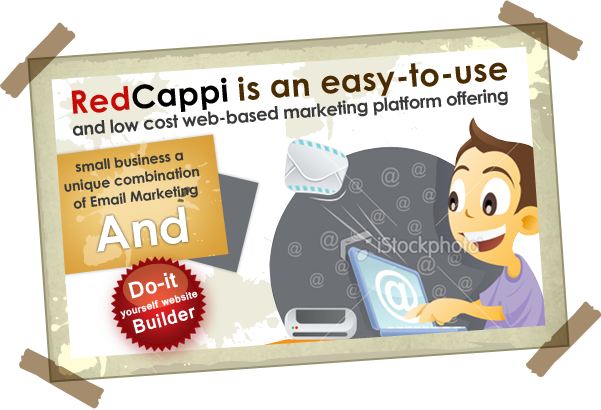 RedCappi is an easy-to-use
and low cost web-based marketing platform offering
small business a
unique combination
of Email Marketing
And
Do-it
yourself website
Builder
iStockphoto
@